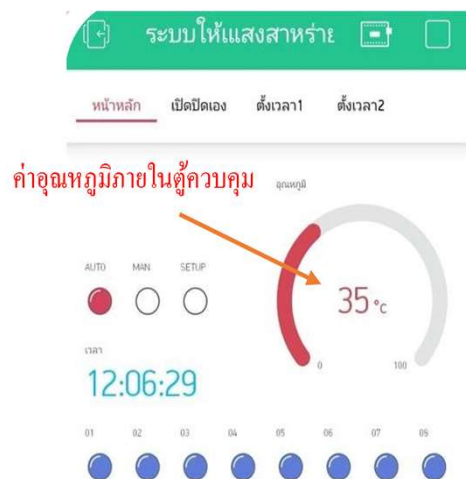 ระบบให้แสงสาหร่าย
หน้าหลัก เปิดปิดเอง ตั้งเวลา1 ตั้งเวลา2
ค่าอุณหภูมิภายในตู้ควบคุม
อุณหภูมิ
AUTO MAN SETUP
35 °C
เวลา
0 100
12:06:29
01 02 03 04 05 06 07 08